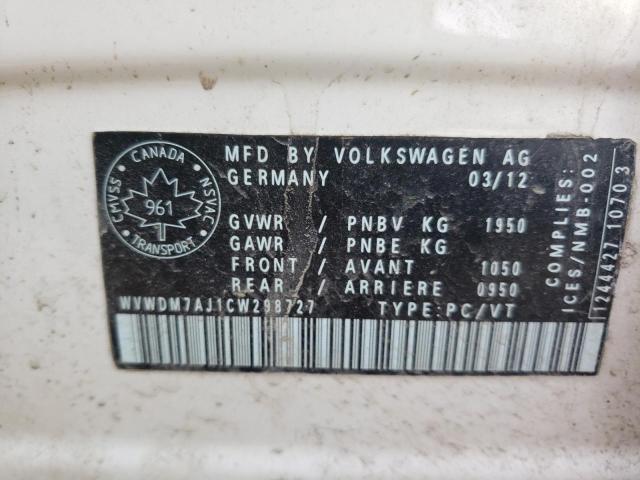 CANADA
CMVSS
NSVAC
961
TRANSPORT
MFD BY VOLKSWAGEN AG
GERMANY 03/12
GVWR / PNBV KG 1950
GAWR / PNBE KG
FRONT / AVANT 1050
REAR / ARRIERE 0950
WVWDM7AJ1CW298727 TYPE:PC/VT
COMPLIES:
ICES/NMB-002
1244427 1070 3